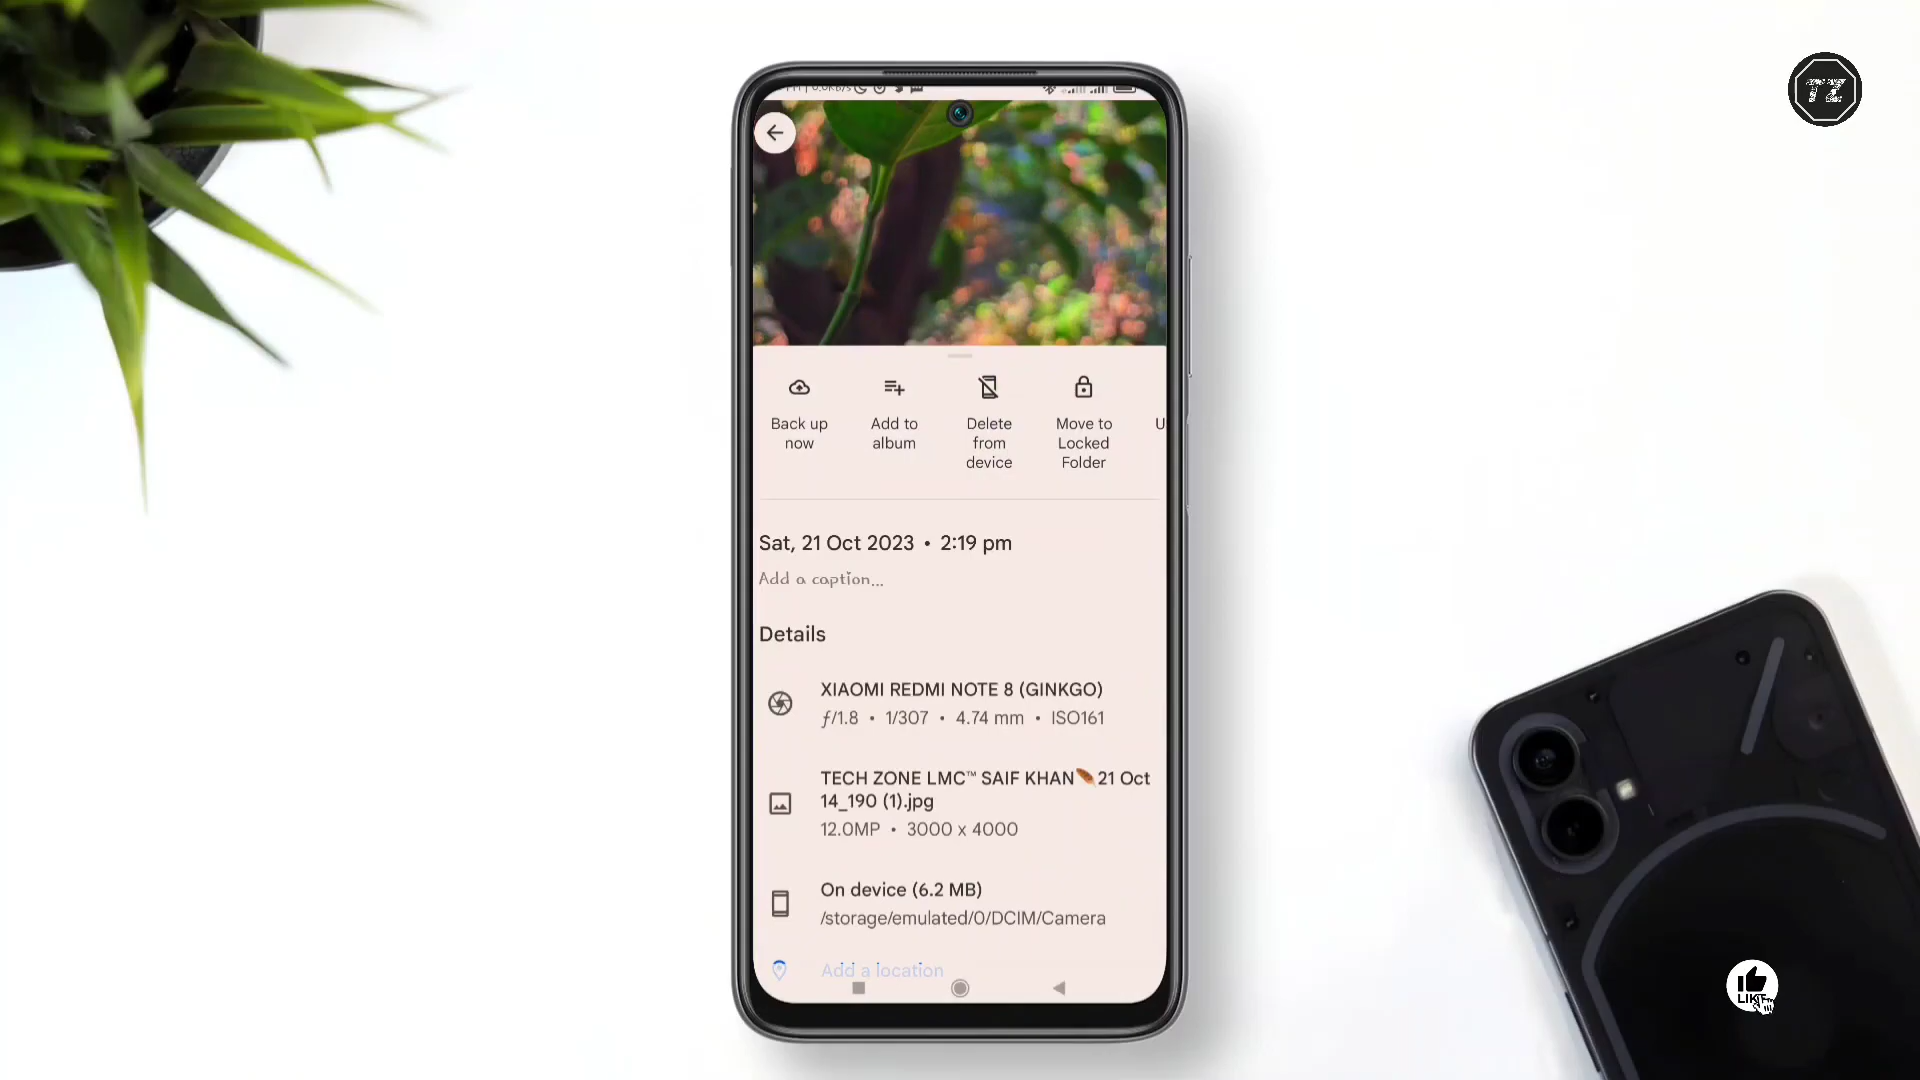 TZ
Back up
now
Add to
album
Delete
from
device
Move to
Locked
Folder
U
Sat, 21 Oct 2023 • 2:19 pm
Add a caption...
Details
XIAOMI REDMI NOTE 8 (GINKGO)
ƒ/1.8 • 1/307 • 4.74 mm • ISO161
TECH ZONE LMC™ SAIF KHAN🪶21 Oct
14_190 (1).jpg
12.0MP • 3000 x 4000
On device (6.2 MB)
/storage/emulated/0/DCIM/Camera
Add a location
LIKE